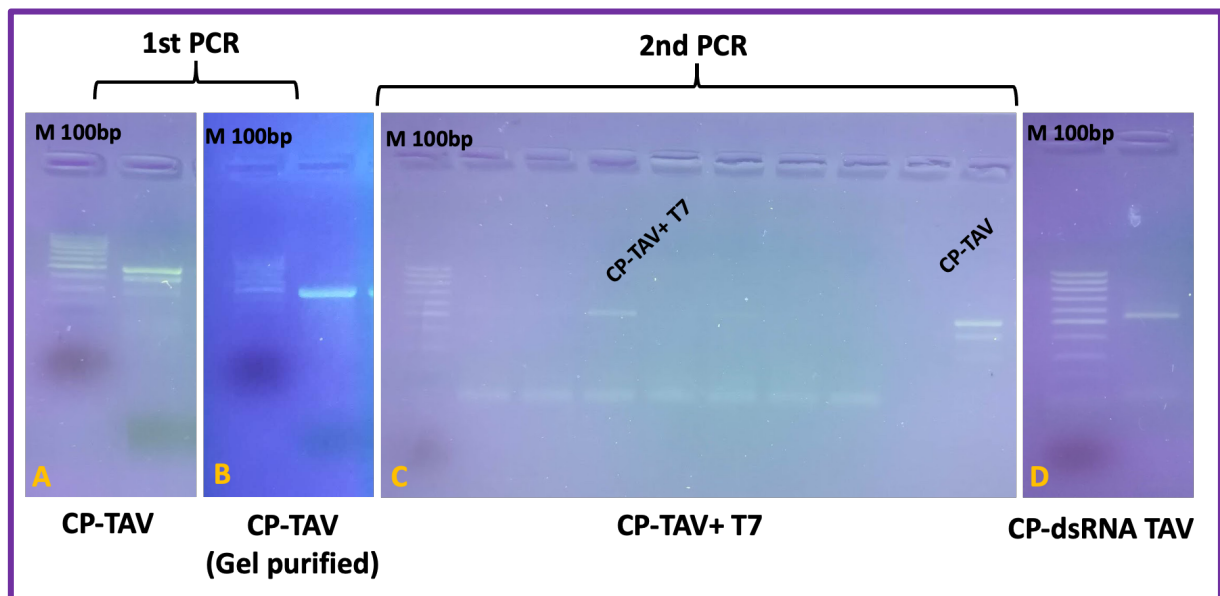 1st PCR
2nd PCR
M 100bp
M 100bp
M 100bp
M 100bp
CP-TAV+ T7
CP-TAV
A
B
C
D
CP-TAV
CP-TAV
(Gel purified)
CP-TAV+ T7
CP-dsRNA TAV